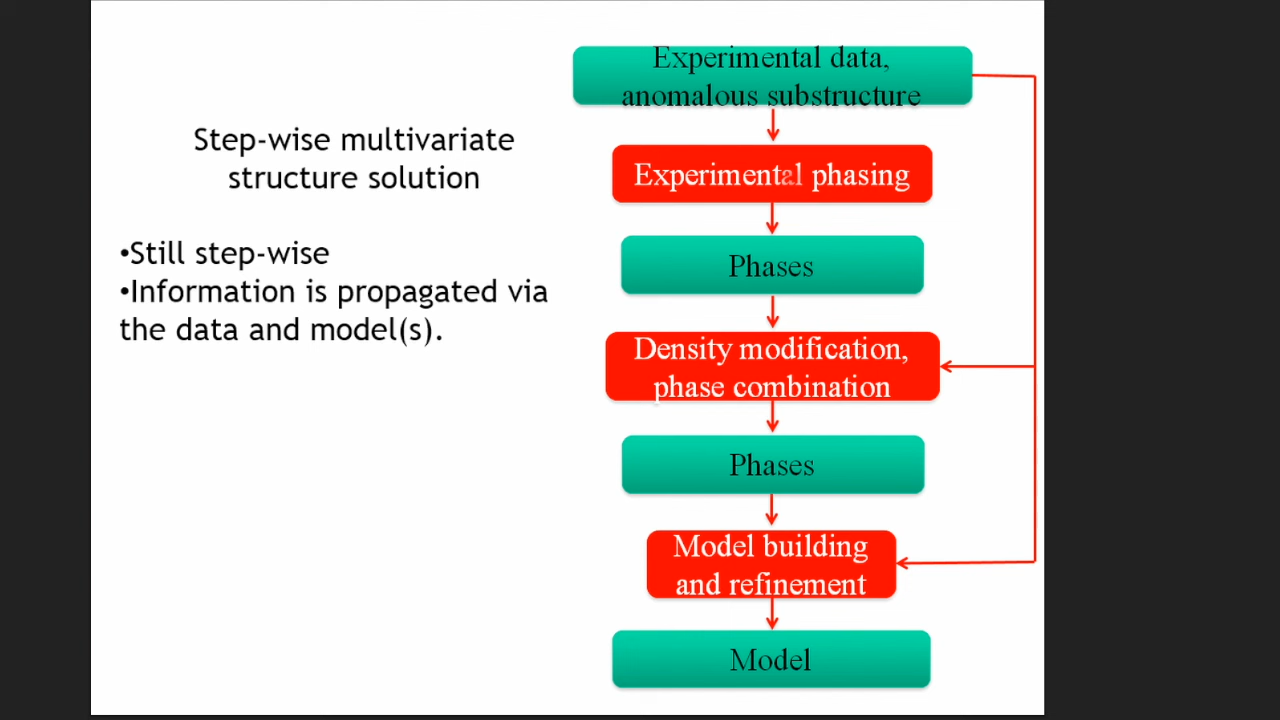 Step-wise multivariate
structure solution
•Still step-wise
•Information is propagated via
the data and model(s).
Experimental data,
anomalous substructure
Experimental phasing
Phases
Density modification,
phase combination
Phases
Model building
and refinement
Model